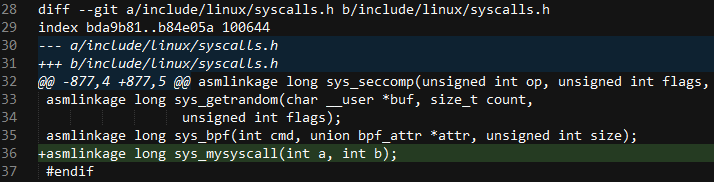 28 diff --git a/include/linux/syscalls.h b/include/linux/syscalls.h
29 index bda9b81..b84e05a 100644
30 --- a/include/linux/syscalls.h
31 +++ b/include/linux/syscalls.h
32 @@ -877,4 +877,5 @@ asmlinkage long sys_seccomp(unsigned int op, unsigned int flags,
33  asmlinkage long sys_getrandom(char __user *buf, size_t count,
34                    unsigned int flags);
35  asmlinkage long sys_bpf(int cmd, union bpf_attr *attr, unsigned int size);
36 +asmlinkage long sys_mysyscall(int a, int b);
37  #endif